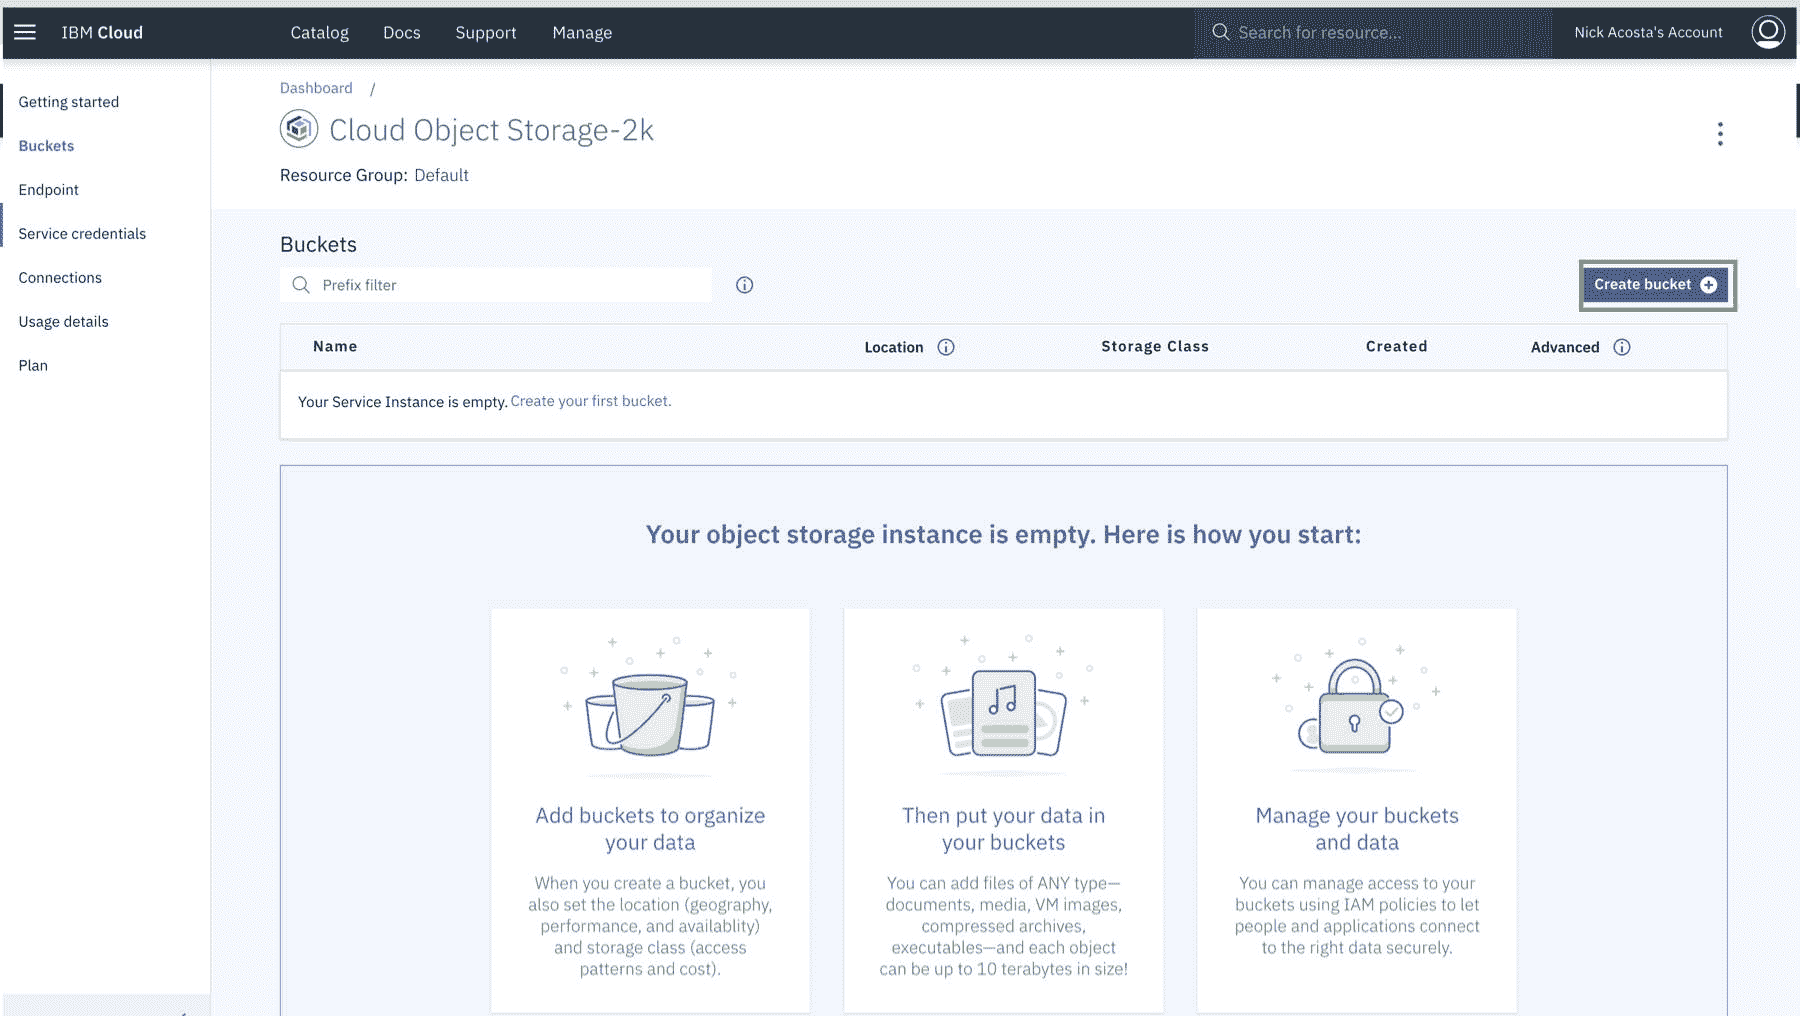 IBM Cloud Catalog Docs Support Manage Search for resource... Nick Acosta's Account
Getting started
Buckets
Endpoint
Service credentials
Connections
Usage details
Plan
Dashboard /
Cloud Object Storage-2k
Resource Group: Default
Buckets
Prefix filter
Create bucket
Name Location Storage Class Created Advanced
Your Service Instance is empty. Create your first bucket.
Your object storage instance is empty. Here is how you start:
Add buckets to organize
your data
When you create a bucket, you
also set the location (geography,
performance, and availablity)
and storage class (access
patterns and cost).
Then put your data in
your buckets
You can add files of ANY type—
documents, media, VM images,
compressed archives,
executables—and each object
can be up to 10 terabytes in size!
Manage your buckets
and data
You can manage access to your
buckets using IAM policies to let
people and applications connect
to the right data securely.